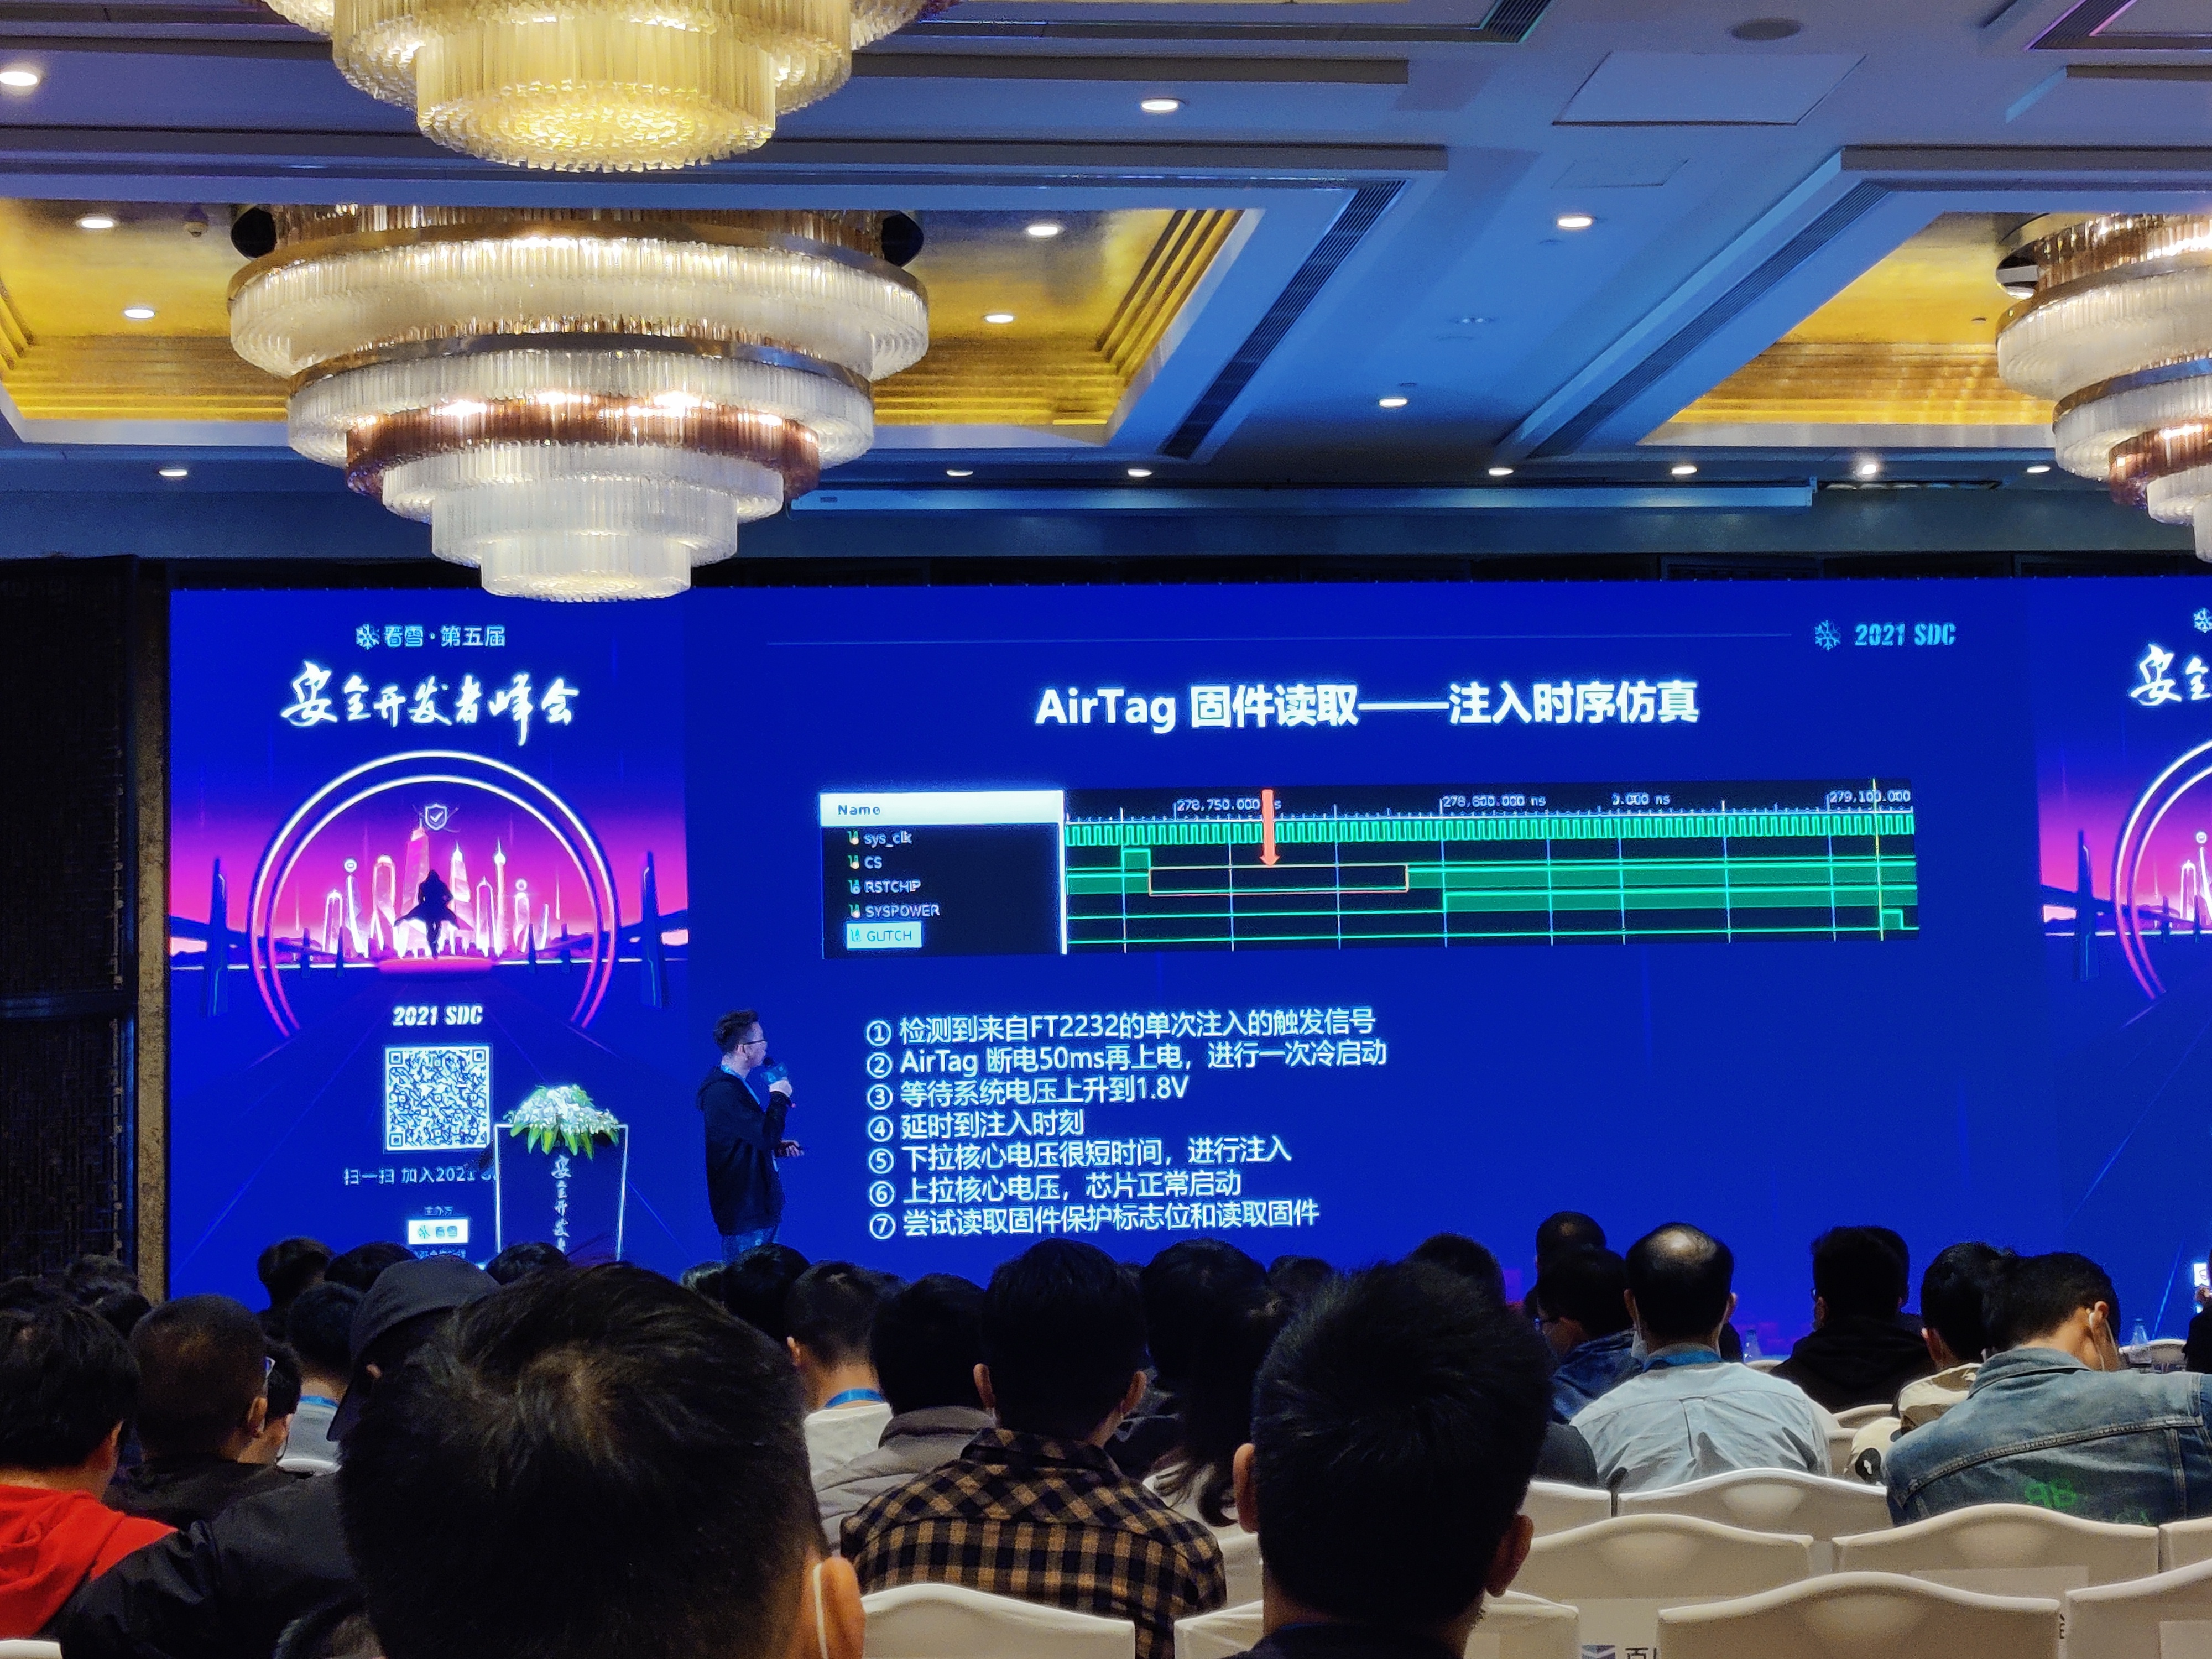 看雪·第五届
安全开发者峰会
2021 SDC
扫一扫 加入2021
主办方
看雪
安全开发
2021 SDC
AirTag 固件读取——注入时序仿真
Name
278,750.000
278,800.000 ns
0.000 ns
279,100.000
sys_clk
CS
RSTCHIP
SYSPOWER
GLITCH
① 检测到来自FT2232的单次注入的触发信号
② AirTag 断电50ms再上电，进行一次冷启动
③ 等待系统电压上升到1.8V
④ 延时到注入时刻
⑤ 下拉核心电压很短时间，进行注入
⑥ 上拉核心电压，芯片正常启动
⑦ 尝试读取固件保护标志位和读取固件
安全